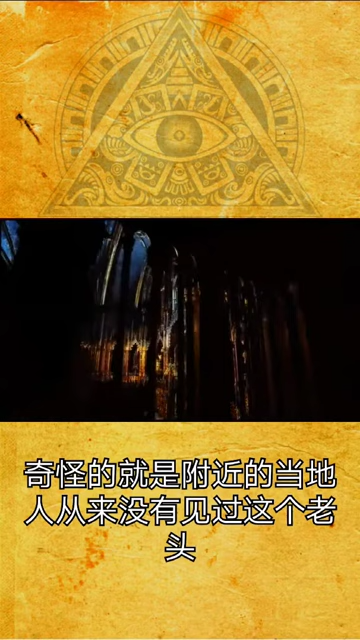 奇怪的就是附近的当地
人从来没有见过这个老
头